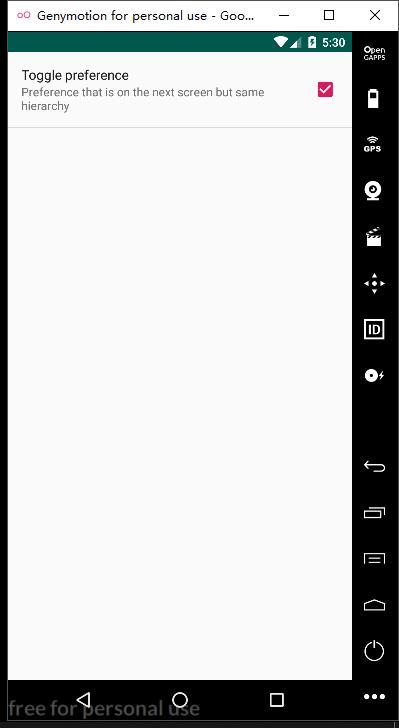 Genymotion for personal use - Goo...
5:30
Open
GAPPS
Toggle preference
Preference that is on the next screen but same
hierarchy
GPS
ID
free for personal use